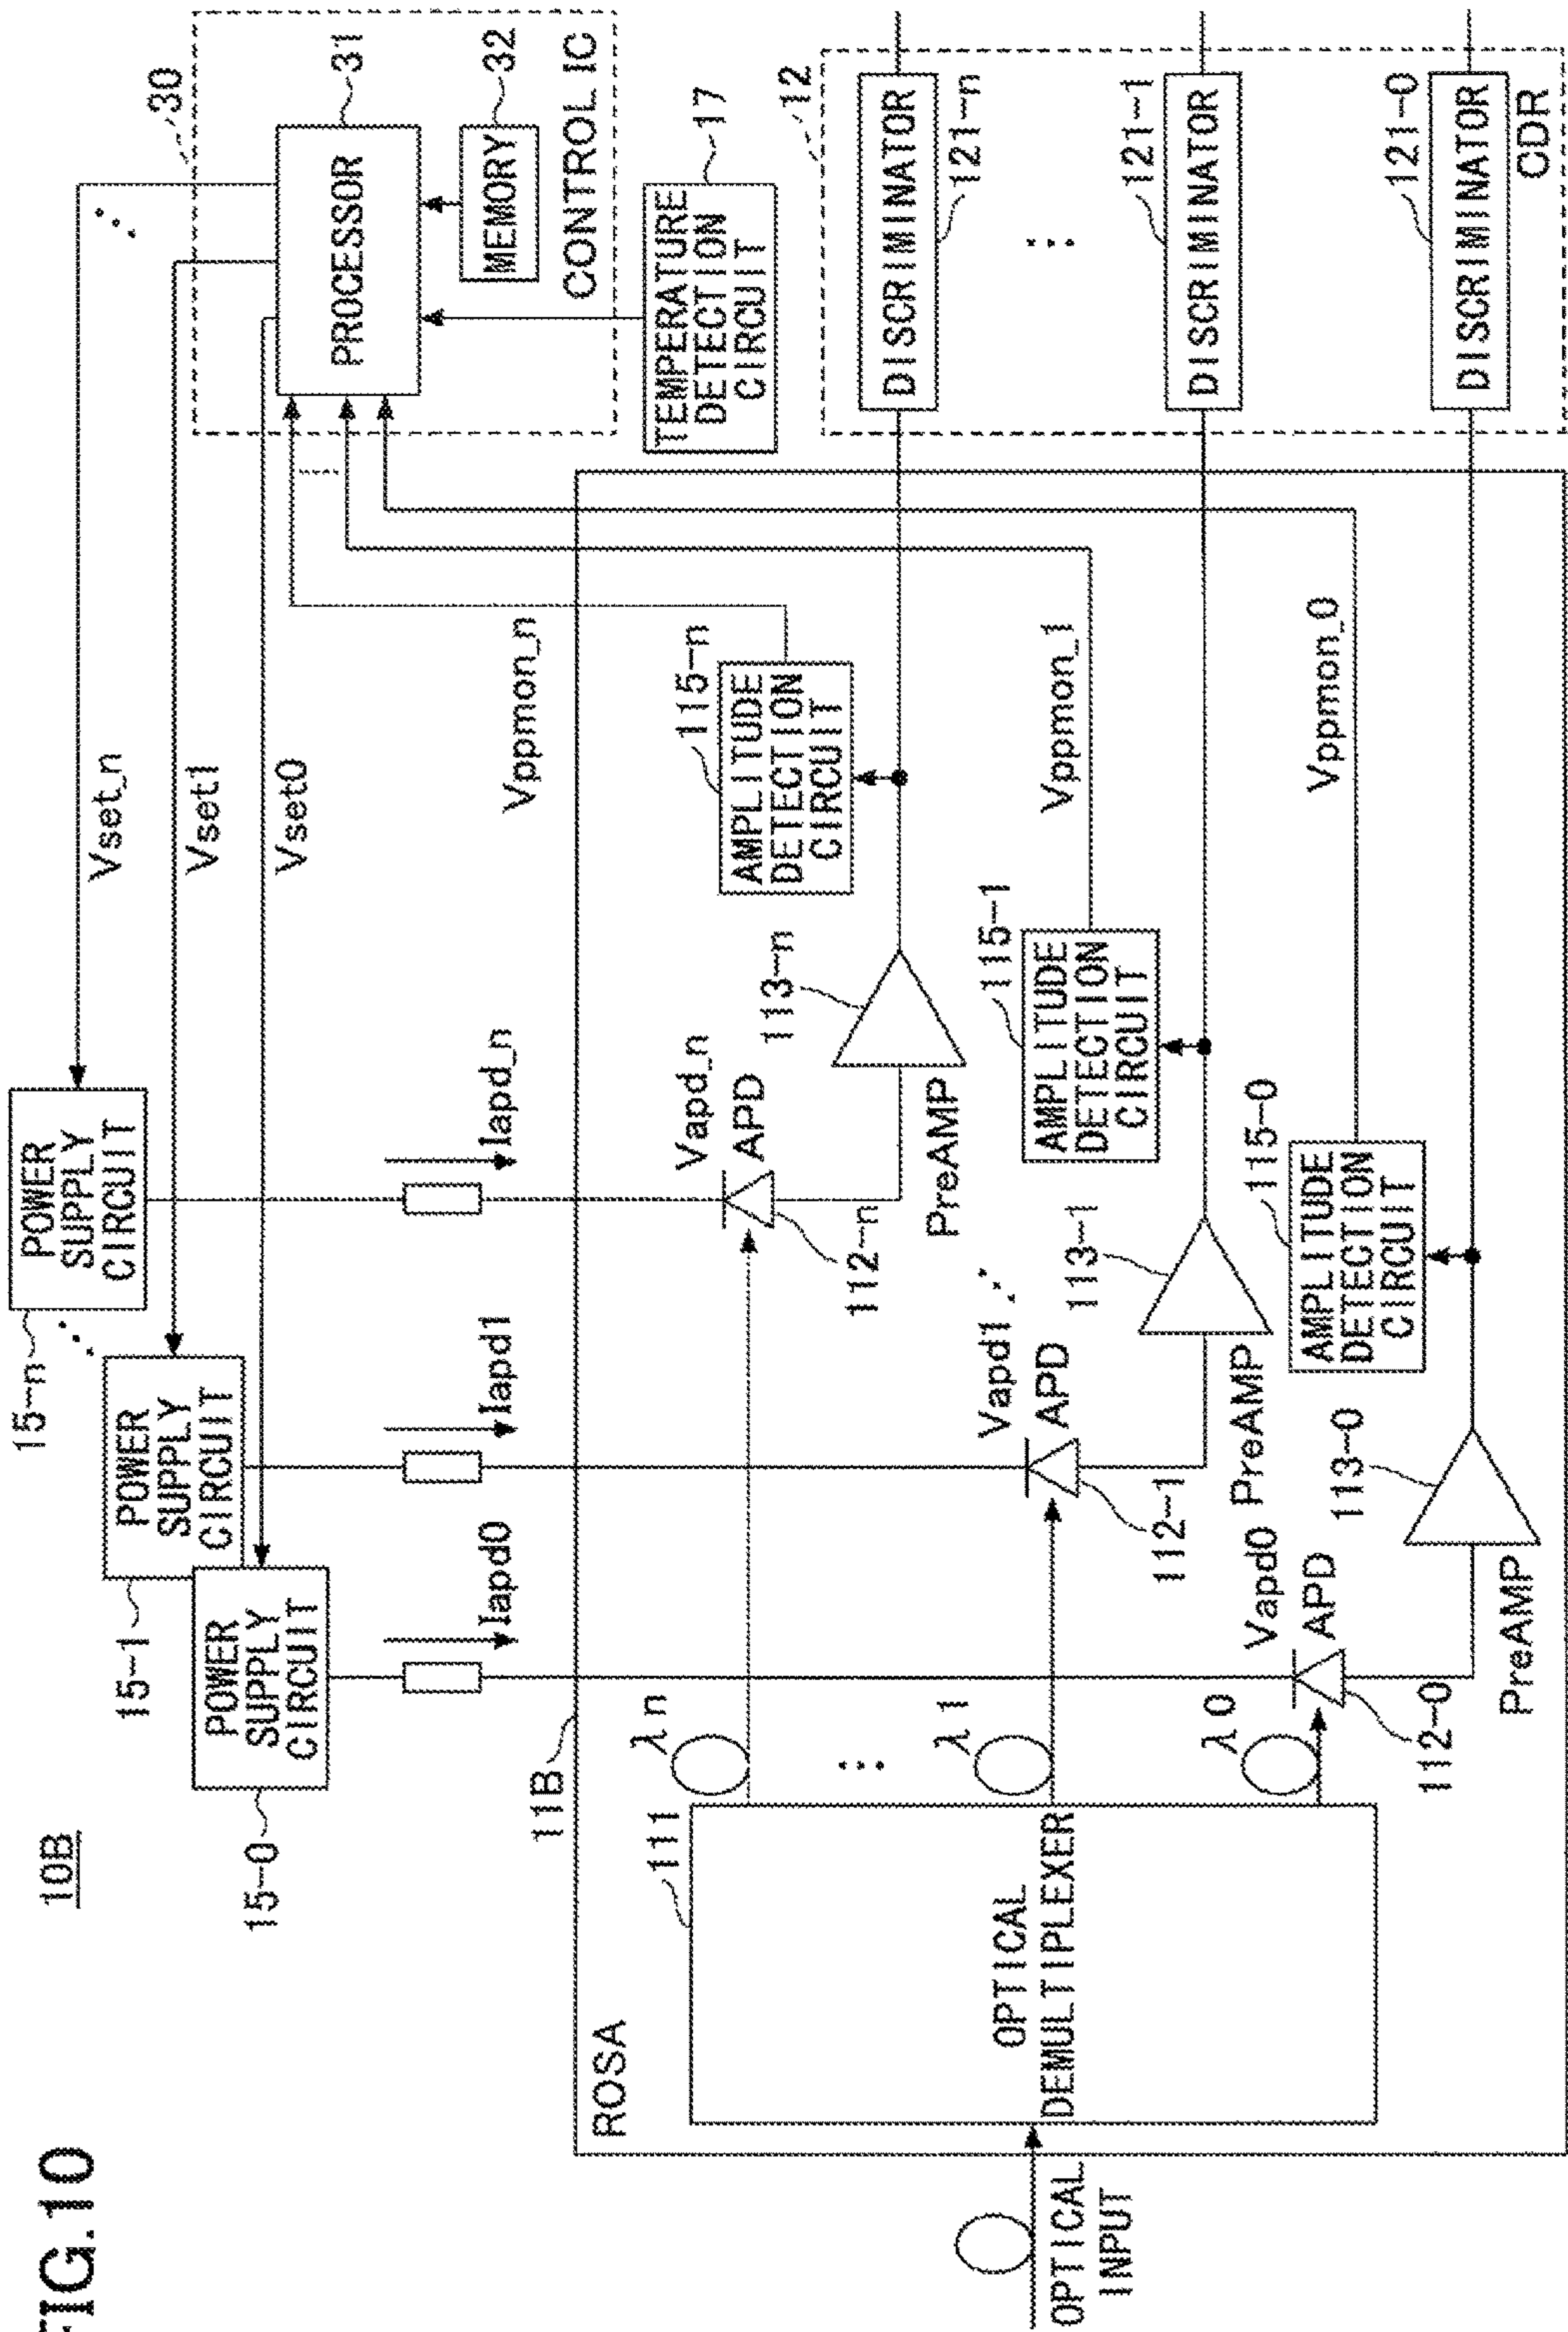 FIG.10
10B
15-n
POWER
SUPPLY
CIRCUIT
15-1
POWER
SUPPLY
CIRCUIT
15-0
POWER
SUPPLY
CIRCUIT
Vset_n
Vset1
Vset0
30
PROCESSOR
31
MEMORY
32
CONTROL IC
TEMPERATURE
DETECTION
CIRCUIT
17
Iapd0
Iapd1
Iapd_n
11B
ROSA
OPTICAL
INPUT
111
OPTICAL
DEMULTIPLEXER
λn
λ1
λ0
Vapd_n
APD
112-n
113-n
PreAMP
115-n
AMPLITUDE
DETECTION
CIRCUIT
Vppmon_n
Vapd1
APD
112-1
113-1
PreAMP
115-1
AMPLITUDE
DETECTION
CIRCUIT
Vppmon_1
Vapd0
APD
112-0
113-0
PreAMP
115-0
AMPLITUDE
DETECTION
CIRCUIT
Vppmon_0
12
DISCRIMINATOR
121-n
DISCRIMINATOR
121-1
DISCRIMINATOR
121-0
CDR